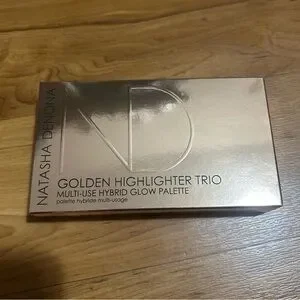 NATASHA DENONA
ND
GOLDEN HIGHLIGHTER TRIO
MULTI-USE HYBRID GLOW PALETTE
palette hybride multi-usage